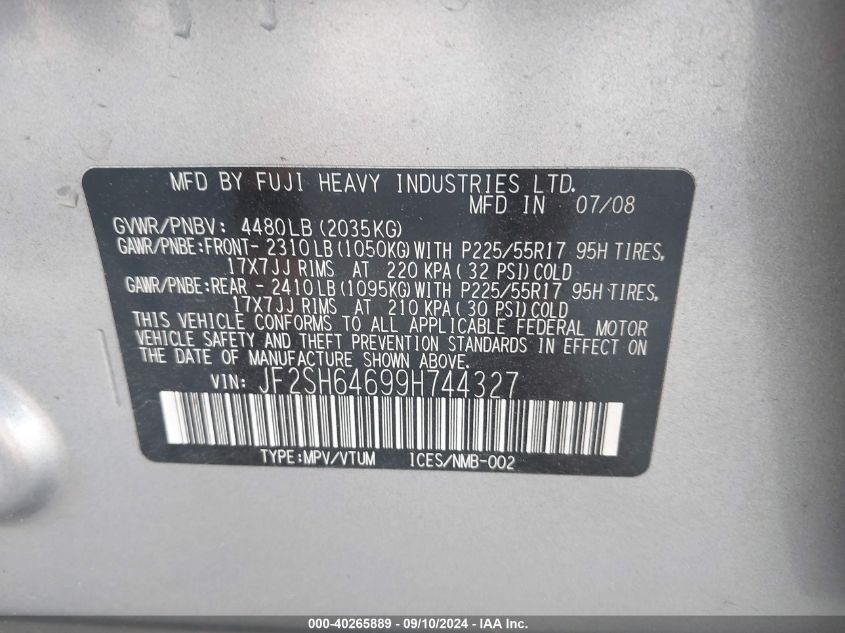 MFD BY FUJI HEAVY INDUSTRIES LTD.
MFD IN 07/08
GVWR/PNBV: 4480LB(2035KG)
GAWR/PNBE:FRONT- 2310LB(1050KG)WITH P225/55R17 95H TIRES,
17X7JJ RIMS AT 220 KPA(32 PSI)COLD
GAWR/PNBE:REAR - 2410LB(1095KG)WITH P225/55R17 95H TIRES,
17X7JJ RIMS AT 210 KPA(30 PSI)COLD
THIS VEHICLE CONFORMS TO ALL APPLICABLE FEDERAL MOTOR
VEHICLE SAFETY AND THEFT PREVENTION STANDARDS IN EFFECT ON
THE DATE OF MANUFACTURE SHOWN ABOVE.
VIN: JF2SH64699H744327
TYPE:MPV/VTUM ICES/NMB-002
000-40265889 - 09/10/2024 - IAA Inc.